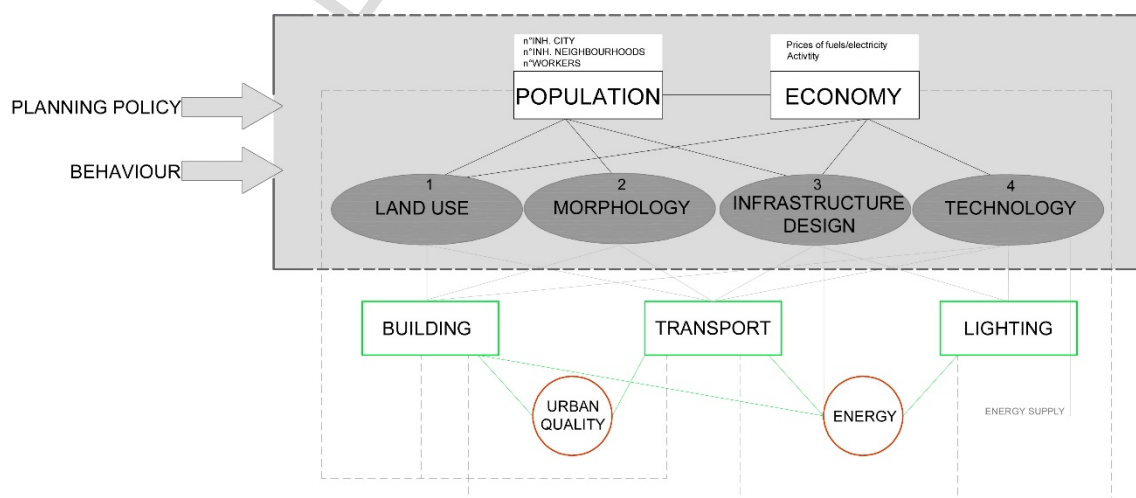 n°INH. CITY
n°INH. NEIGHBOURHOODS
n°WORKERS
Prices of fuels/electricity
Activtity
PLANNING POLICY
POPULATION
ECONOMY
BEHAVIOUR
1
LAND USE
2
MORPHOLOGY
3
INFRASTRUCTURE
DESIGN
4
TECHNOLOGY
BUILDING
TRANSPORT
LIGHTING
URBAN
QUALITY
ENERGY
ENERGY SUPPLY